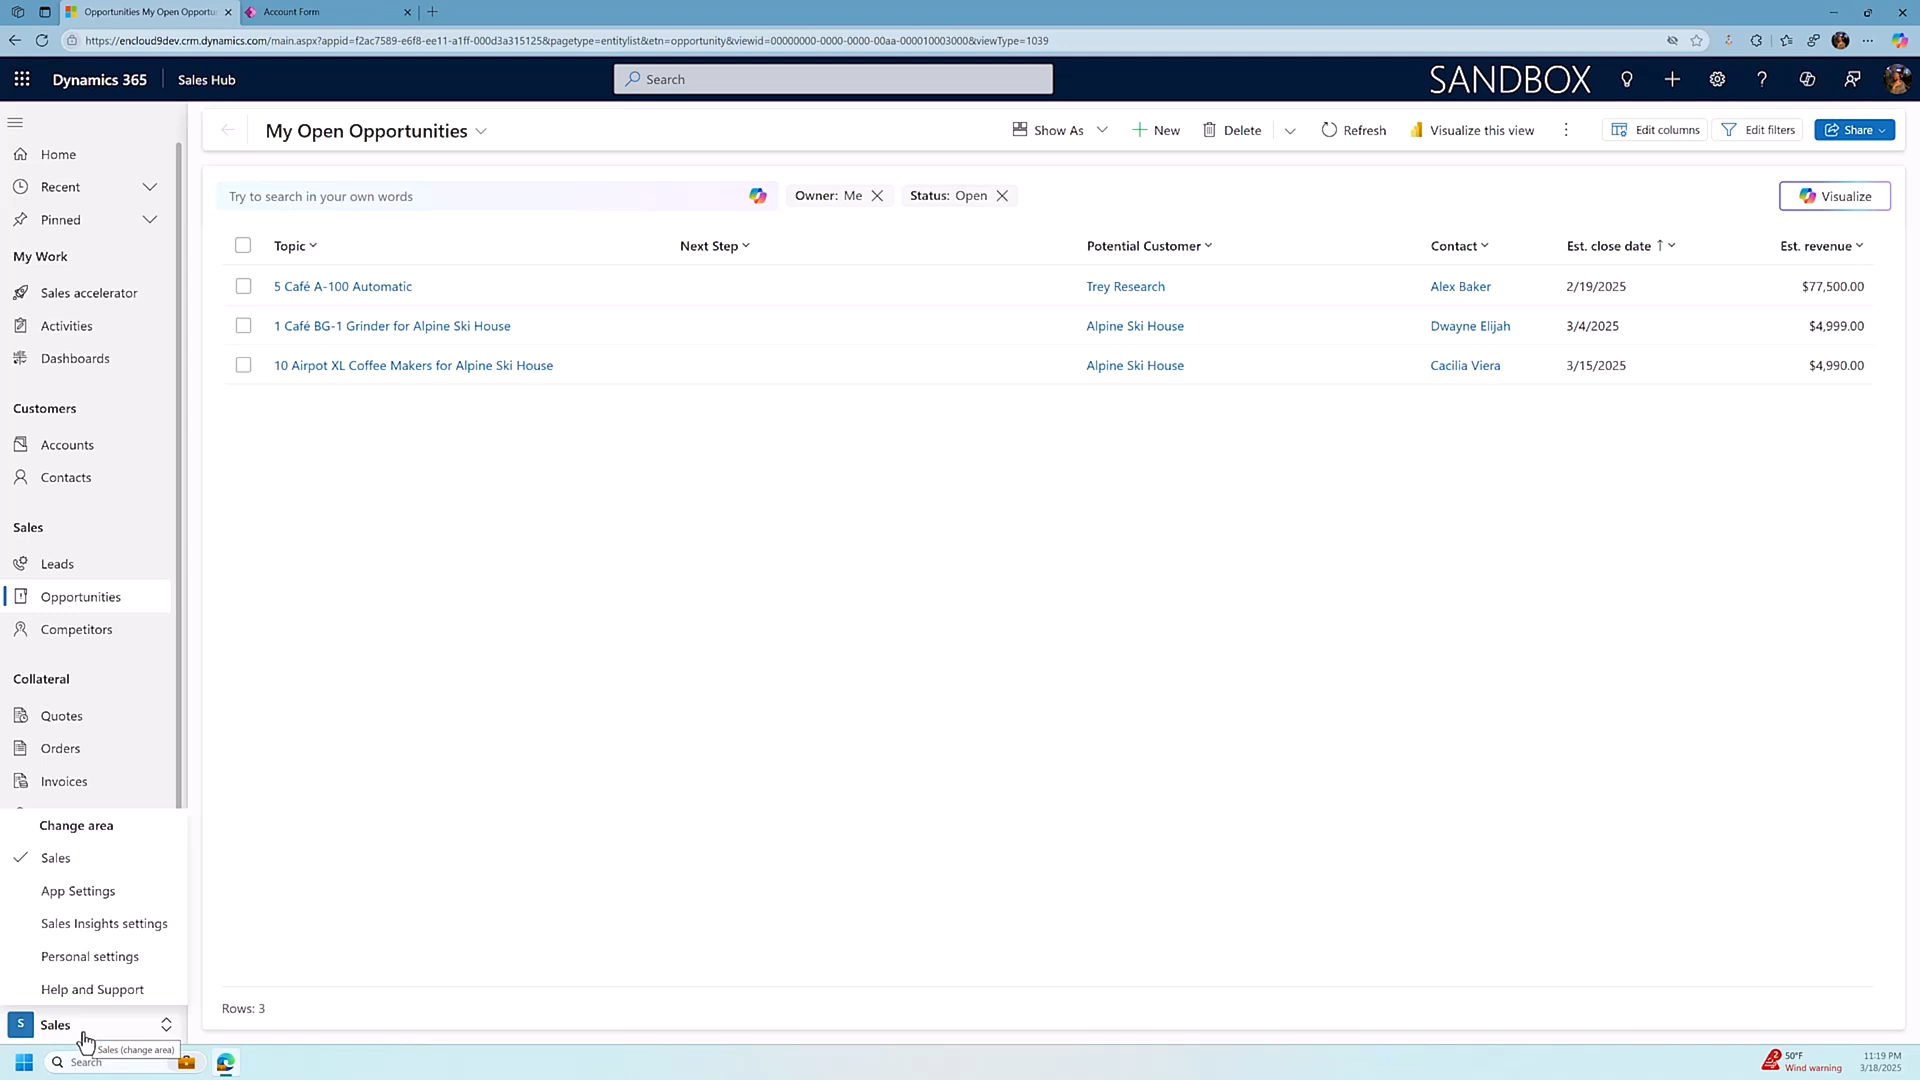 Opportunities My Open Opportu
Account Form
https://encloud9dev.crm.dynamics.com/main.aspx?appid=f2ac7589-e6f8-ee11-a1ff-000d3a315125&pagetype=entitylist&etn=opportunity&viewid=00000000-0000-0000-00aa-000010003000&viewType=1039
Dynamics 365
Sales Hub
Search
SANDBOX
My Open Opportunities
Show As
New
Delete
Refresh
Visualize this view
Edit columns
Edit filters
Share
Home
Recent
Pinned
My Work
Sales accelerator
Activities
Dashboards
Customers
Accounts
Contacts
Sales
Leads
Opportunities
Competitors
Collateral
Quotes
Orders
Invoices
Change area
Sales
App Settings
Sales Insights settings
Personal settings
Help and Support
S Sales
Sales (change area)
Try to search in your own words
Owner: Me
Status: Open
Visualize
Topic Next Step Potential Customer Contact Est. close date Est. revenue
5 Café A-100 Automatic Trey Research Alex Baker 2/19/2025 $77,500.00
1 Café BG-1 Grinder for Alpine Ski House Alpine Ski House Dwayne Elijah 3/4/2025 $4,999.00
10 Airpot XL Coffee Makers for Alpine Ski House Alpine Ski House Cacilia Viera 3/15/2025 $4,990.00
Rows: 3
Search
2
50°F
Wind warning
11:19 PM
3/18/2025